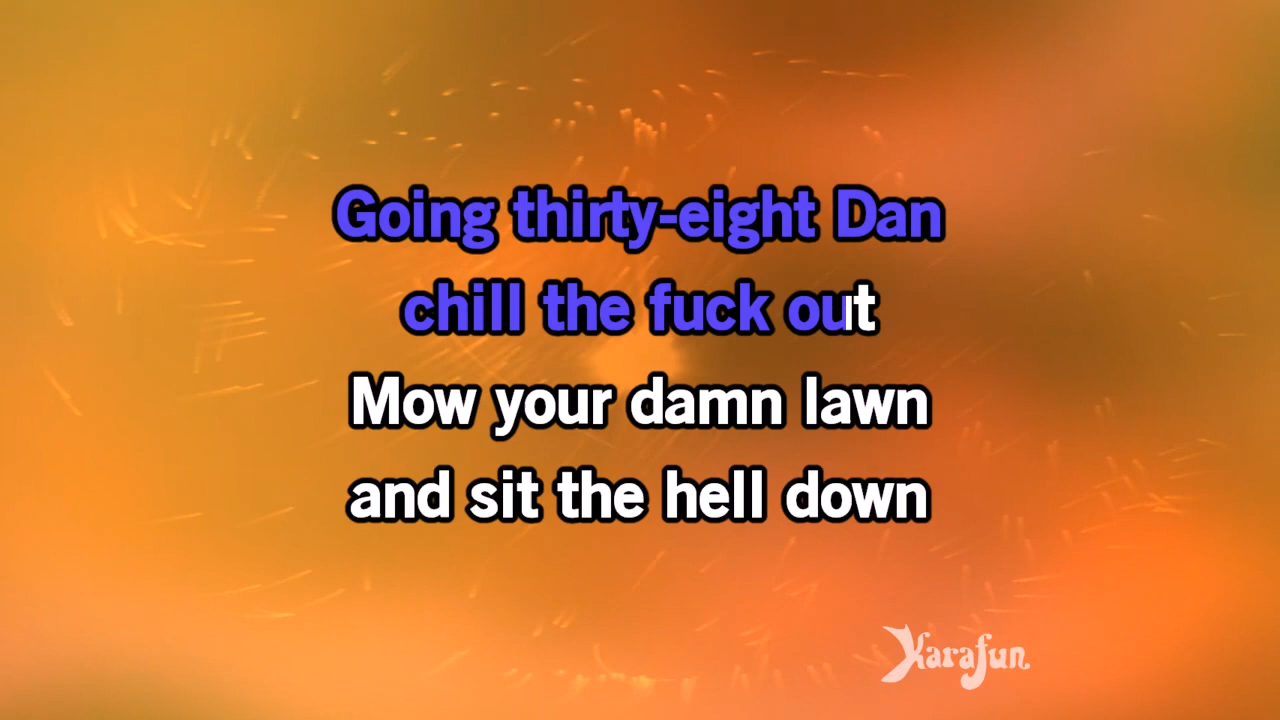 Going thirty-eight Dan
chill the fuck out
Mow your damn lawn
and sit the hell down
Karafun